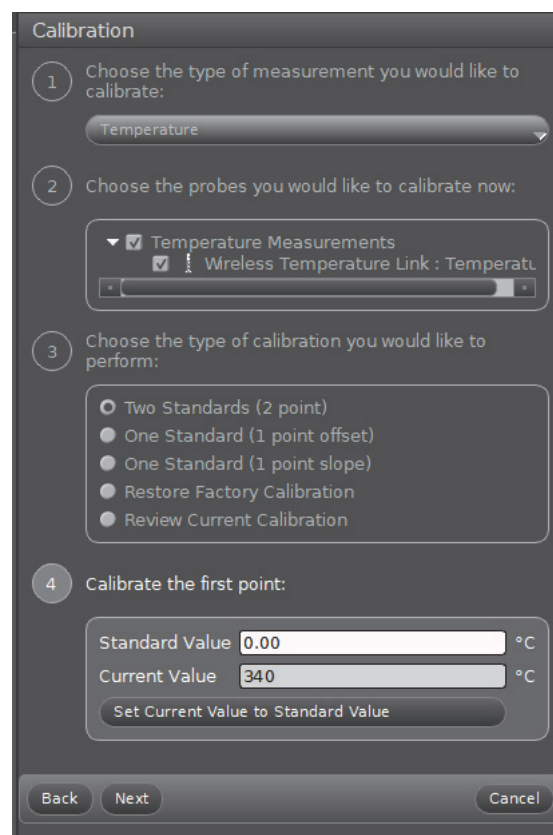 Calibration
1
Choose the type of measurement you would like to
calibrate:
Temperature
2
Choose the probes you would like to calibrate now:
Temperature Measurements
Wireless Temperature Link : Temperatu
3
Choose the type of calibration you would like to
perform:
Two Standards (2 point)
One Standard (1 point offset)
One Standard (1 point slope)
Restore Factory Calibration
Review Current Calibration
4
Calibrate the first point:
Standard Value 0.00 °C
Current Value 340 °C
Set Current Value to Standard Value
Back Next Cancel